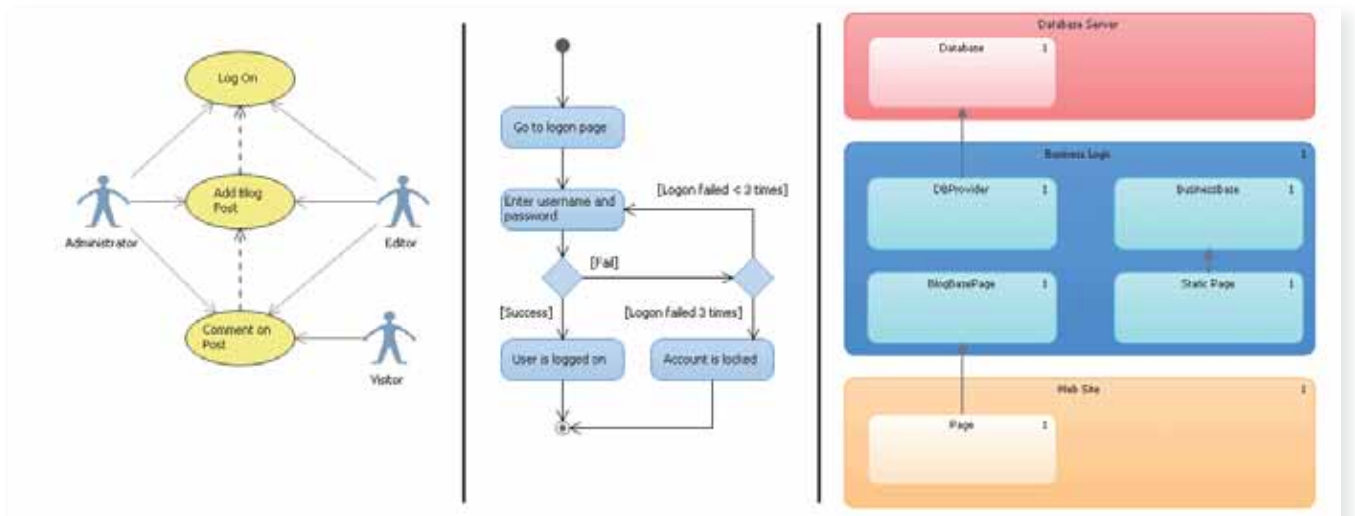 Log On
Add Blog
Post
Administrator
Editor
Comment on
Post
Visitor
Go to logon page
Enter username and
password
[Logon failed < 3 times]
[Fail]
[Success]
[Logon failed 3 times]
User is logged on
Account is locked
Database Server
Database 1
Business Logic 1
DBProvider 1
BusinessBase 1
BlogBasePage 1
Static Page 1
Web Site 1
Page 1